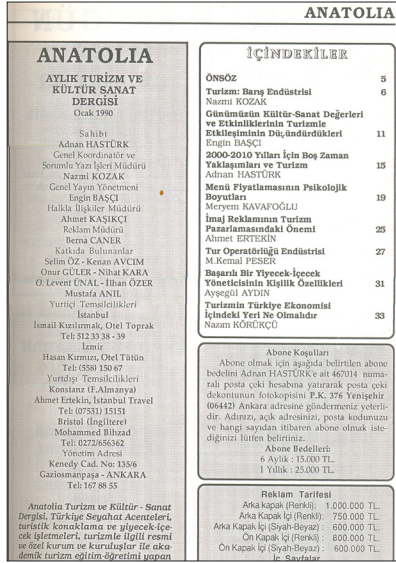 ANATOLIA
ANATOLIA
AYLIK TURİZM VE
KÜLTÜR SANAT
DERGİSİ
Ocak 1990
Sahibi
Adnan HASTÜRK
Genel Koordinatör ve
Sorumlu Yazı İşleri Müdürü
Nazmi KOZAK
Genel Yayın Yönetmeni
Engin BAŞÇI
Halkla İlişkiler Müdürü
Ahmet KAŞIKÇI
Reklam Müdürü
Berna CANER
Katkıda Bulunanlar
Selim ÖZ - Kenan AVCIM
Onur GÜLER - Nihat KARA
O. Levent ÜNAL - İlhan ÖZER
Mustafa ANIL
Yurtiçi Temsilcilikleri
İstanbul
İsmail Kızılırmak, Otel Toprak
Tel: 512 33 38 - 39
İzmir
Hasan Kırmızı, Otel Tütün
Tel: (558) 150 67
Yurtdışı Temsilcilikleri
Konstanz (F.Almanya)
Ahmet Ertekin, İstanbul Travel
Tel: (07531) 15151
Bristol (İngiltere)
Mohammed Bihzad
Tel: 0272/656362
Yönetim Adresi
Kenedy Cad. No: 135/6
Gaziosmanpaşa - ANKARA
Tel: 167 88 55
Anatolia Turizm ve Kültür - Sanat
Dergisi, Türkiye Seyahat Acenteleri,
turistik konaklama ve yiyecek-içe-
cek işletmeleri, turizmle ilgili resmi
ve özel kurum ve kuruluşlar ile aka-
demik turizm eğitim-öğretimi yapan
İÇİNDEKİLER
ÖNSÖZ 5
Turizm: Barış Endüstrisi 6
Nazmi KOZAK
Günümüzün Kültür-Sanat Değerleri
ve Etkinliklerinin Turizmle
Etkileşiminin Dü,ündürdükleri 11
Engin BAŞÇI
2000-2010 Yılları İçin Boş Zaman
Yaklaşımları ve Turizm 15
Adnan HASTÜRK
Menü Fiyatlamasının Psikolojik
Boyutları 19
Meryem KAVAFOĞLU
İmaj Reklamının Turizm
Pazarlamasındaki Önemi 25
Ahmet ERTEKİN
Tur Operatörlüğü Endüstrisi 27
M.Kemal PESER
Başarılı Bir Yiyecek-İçecek
Yöneticisinin Kişilik Özellikleri 31
Ayşegül AYDIN
Turizmin Türkiye Ekonomisi
İçindeki Yeri Ne Olmalıdır 33
Nazım KÖRÜKÇÜ
Abone Koşulları
Abone olmak için aşağıda belirtilen abone
bedelini Adnan HASTÜRK'e ait 467014 numa-
ralı posta çeki hesabına yatırarak posta çeki
dekontunun fotokopisini P.K. 376 Yenişehir
(06442) Ankara adresine göndermeniz yeterli-
dir. Adınızı, açık adresinizi, posta kodunuzu
ve hangi sayıdan itibaren abone olmak iste-
diğinizi lütfen belirtiniz.
Abone Bedelleri:
6 Aylık : 15.000 TL.
1 Yıllık : 25.000 TL.
Reklam Tarifesi
Arka kapak (Renkli): 1.000.000 TL.
Arka Kapak İçi (Renkli): 750.000 TL.
Arka Kapak İçi (Siyah-Beyaz) : 600.000 TL.
Ön Kapak İçi (Renkli) : 800.000 TL.
Ön Kapak İçi (Siyah-Beyaz) : 600.000 TL.
İç Sayfalar